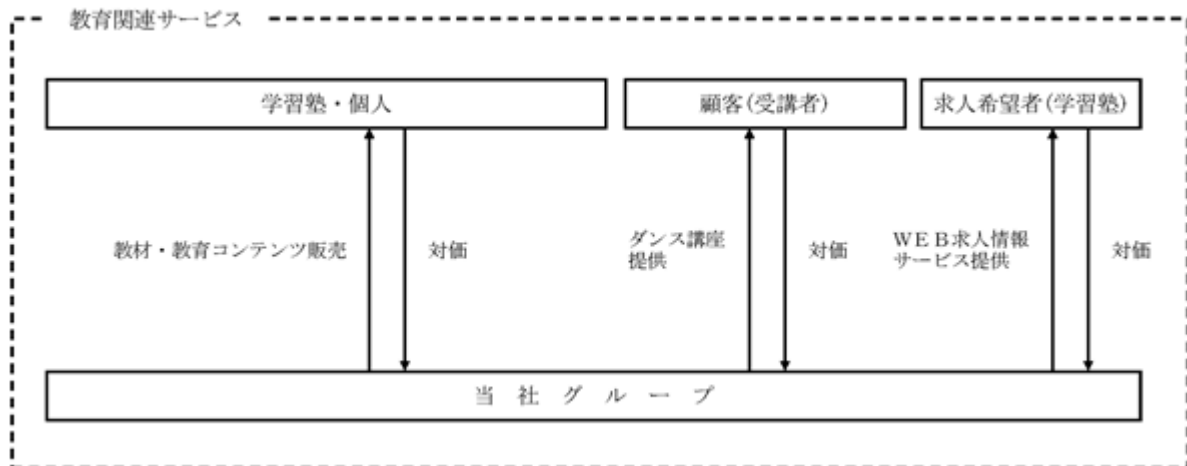 教育関連サービス
学習塾・個人
顧客(受講者)
求人希望者(学習塾)
教材・教育コンテンツ販売
対価
ダンス講座
提供
対価
ＷＥＢ求人情報
サービス提供
対価
当 社 グ ル ー プ